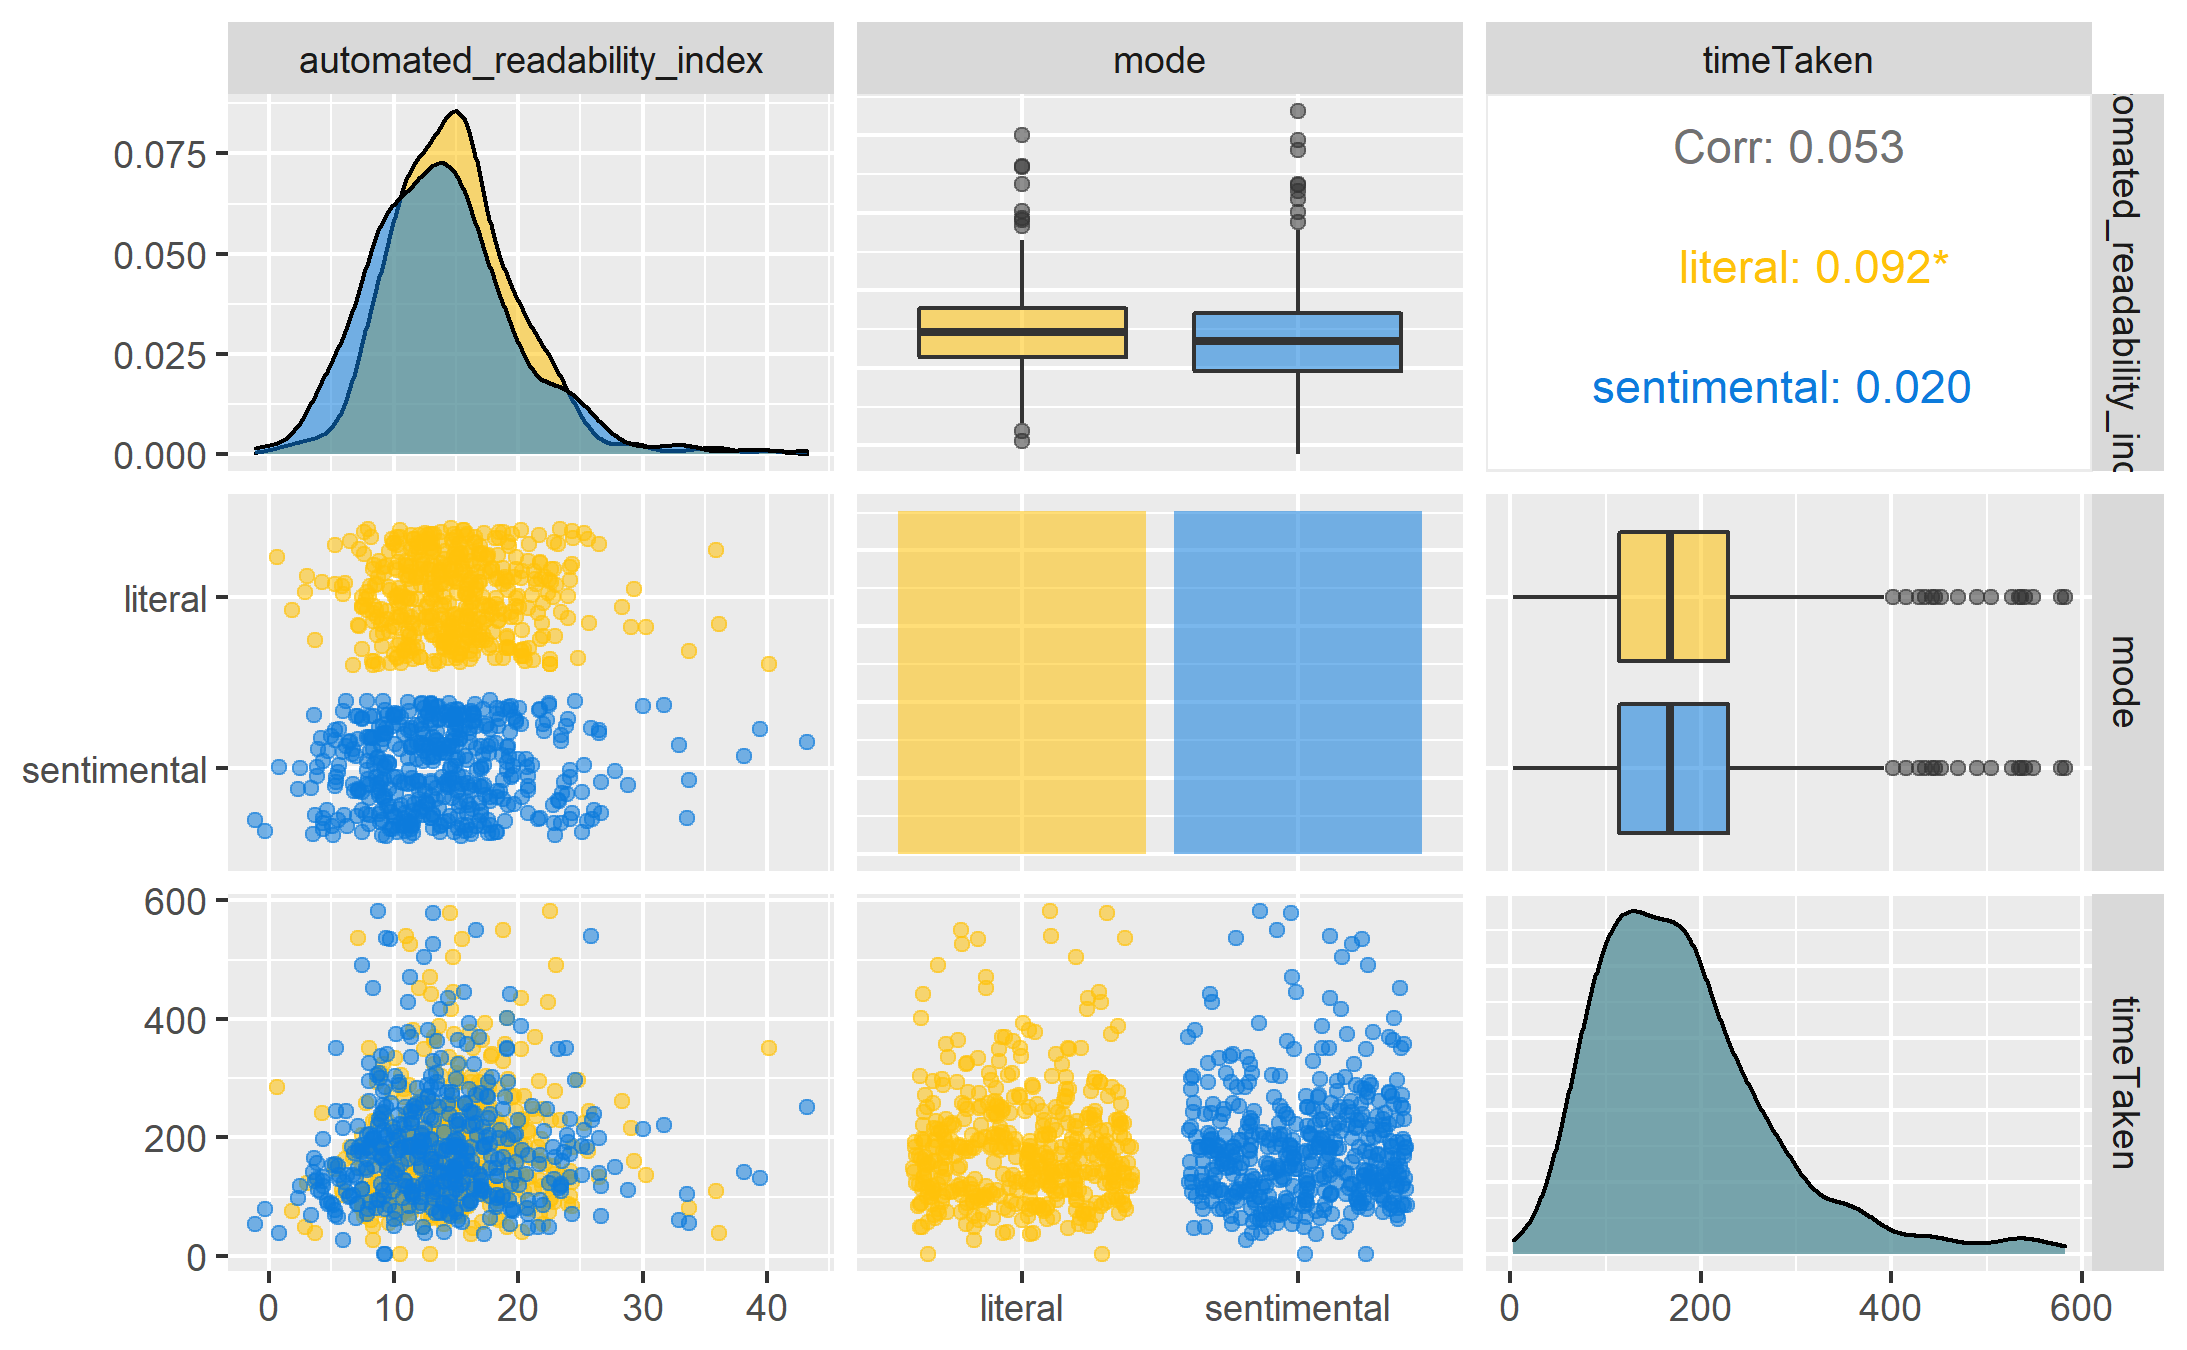 automated_readability_index
mode
timeTaken
0.075
0.050
0.025
0.000
Corr: 0.053
literal: 0.092*
sentimental: 0.020
omated_readability_inc
literal
sentimental
mode
600
400
200
0
timeTaken
0 10 20 30 40
literal sentimental
0 200 400 600